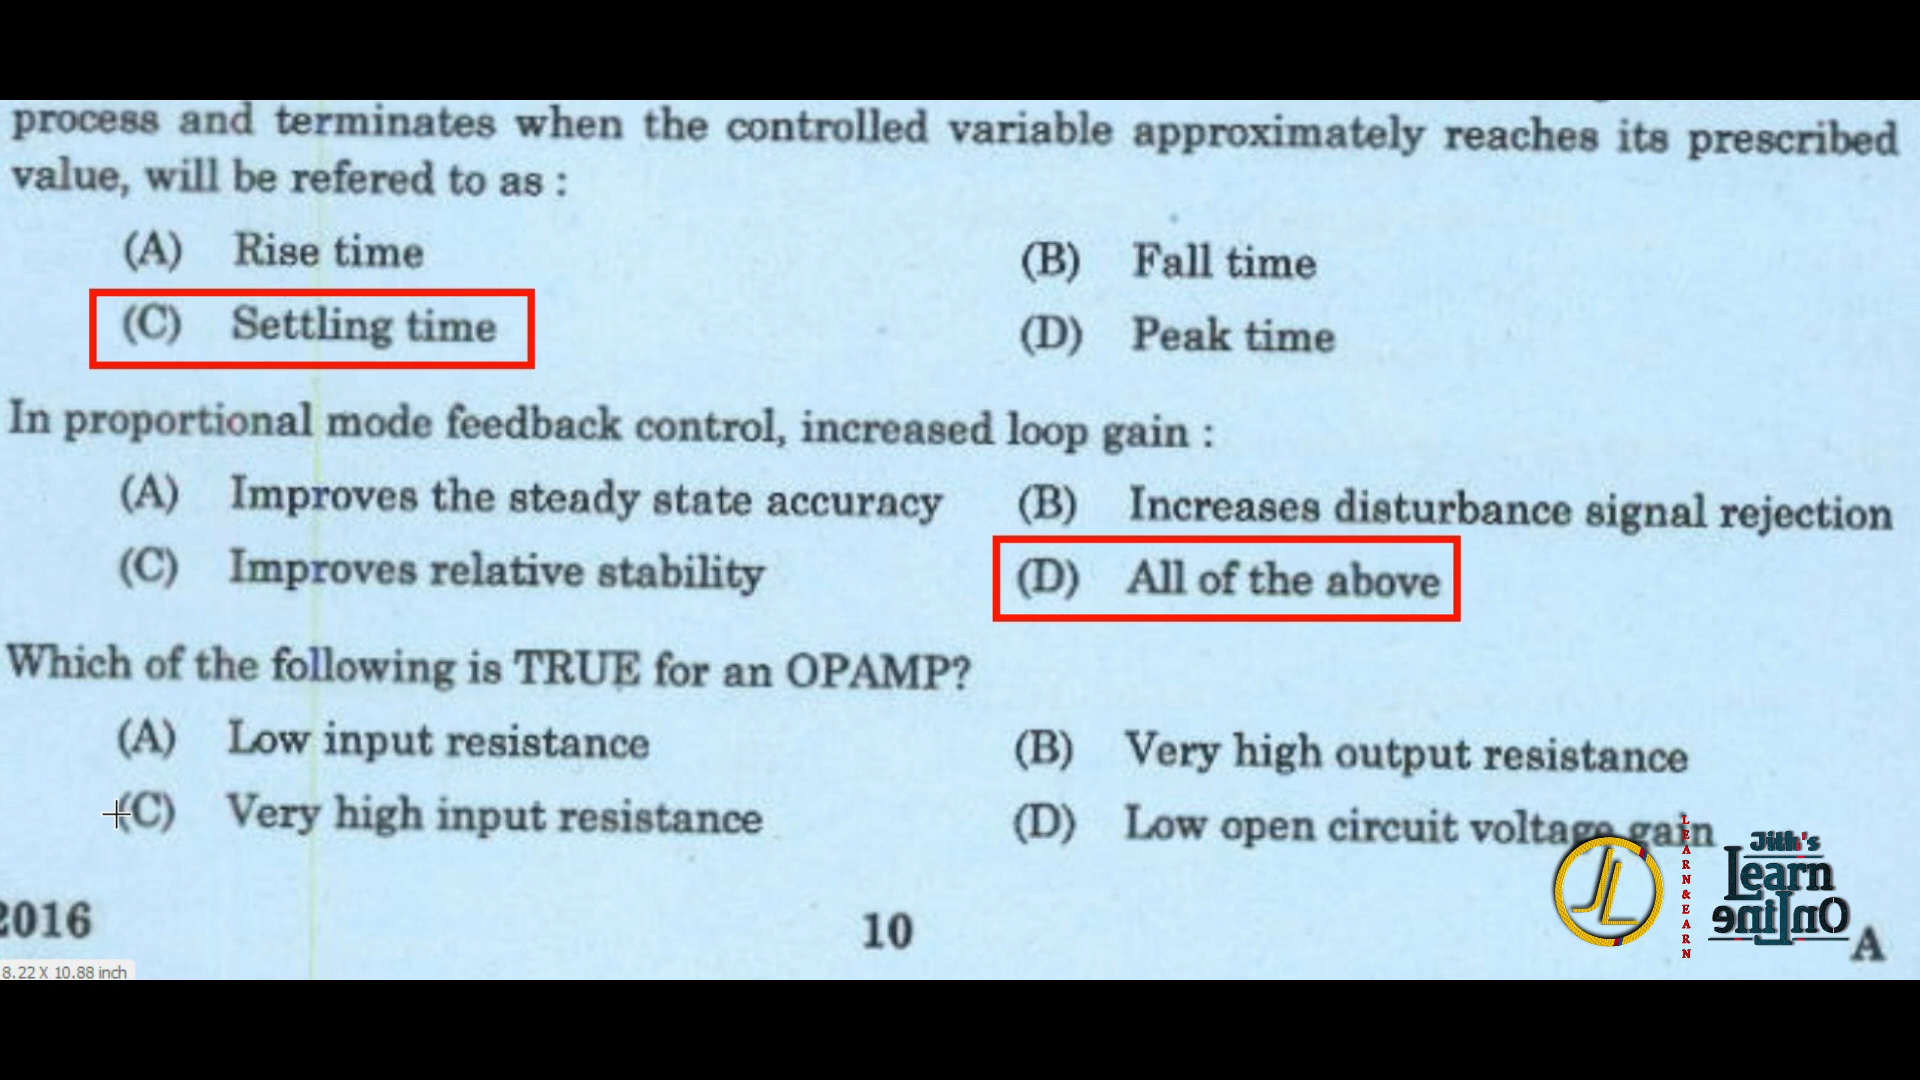 process and terminates when the controlled variable approximately reaches its prescribed
value, will be refered to as :
(A) Rise time (B) Fall time
(C) Settling time (D) Peak time
In proportional mode feedback control, increased loop gain :
(A) Improves the steady state accuracy (B) Increases disturbance signal rejection
(C) Improves relative stability (D) All of the above
Which of the following is TRUE for an OPAMP?
(A) Low input resistance (B) Very high output resistance
(C) Very high input resistance (D) Low open circuit voltage gain
2016 10 A
8.22 X 10.88 inch
JL
LEARN&EARN
Jith's
Learn
OnLine